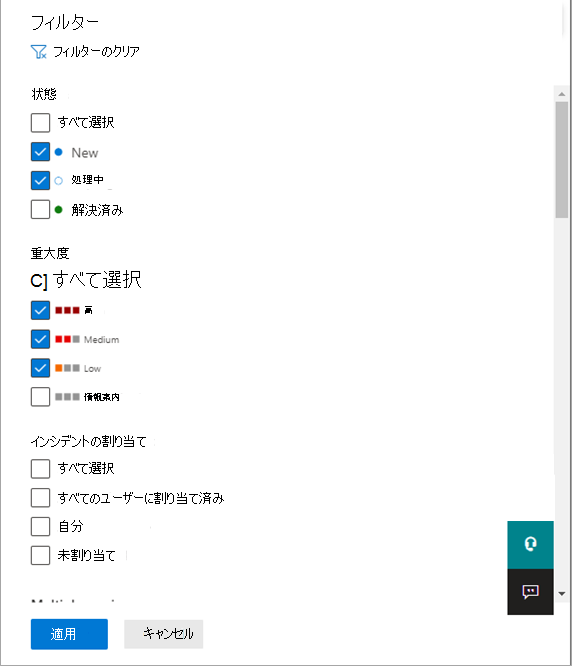 フィルター
フィルターのクリア
状態
すべて選択
New
処理中
解決済み
重大度
C] すべて選択
高
Medium
Low
情報案内
インシデントの割り当て
すべて選択
すべてのユーザーに割り当て済み
自分
未割り当て
適用
キャンセル